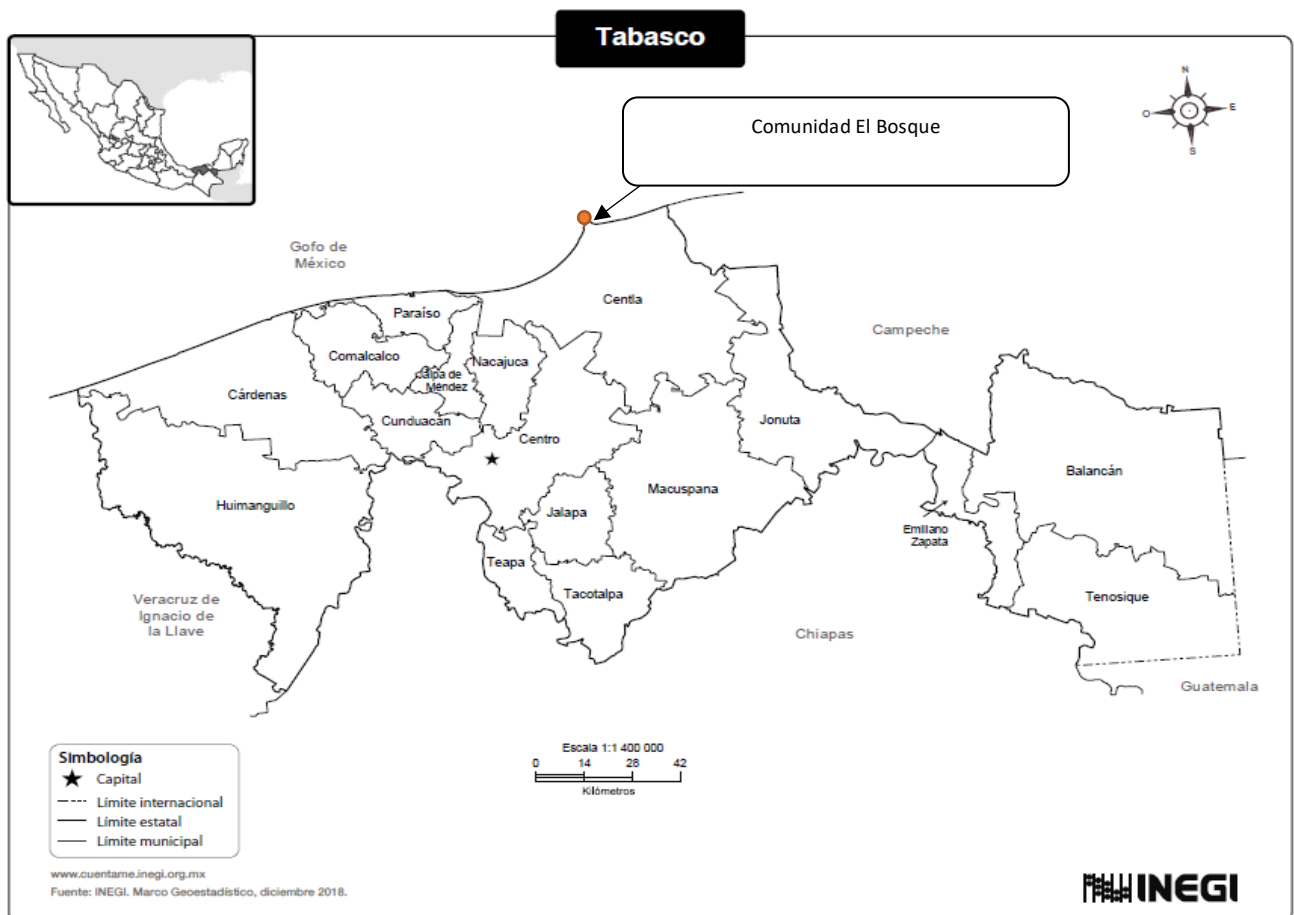 Tabasco
N
O
E
S
Comunidad El Bosque
Gofo de
México
Centla
Paraíso
Campeche
Comalcalco
Nacajuca
Jalpa de
Méndez
Cárdenas
Cunduacán
Centro
Jonuta
Balancán
Macuspana
Huimanguillo
Jalapa
Emiliano
Zapata
Teapa
Tacotalpa
Tenosique
Veracruz de
Ignacio de
la Llave
Chiapas
Guatemala
Simbología
Capital
Límite internacional
Límite estatal
Límite municipal
Escala 1:1 400 000
0 14 28 42
Kilómetros
www.cuentame.inegi.org.mx
Fuente: INEGI. Marco Geoestadístico, diciembre 2018.
INEGI